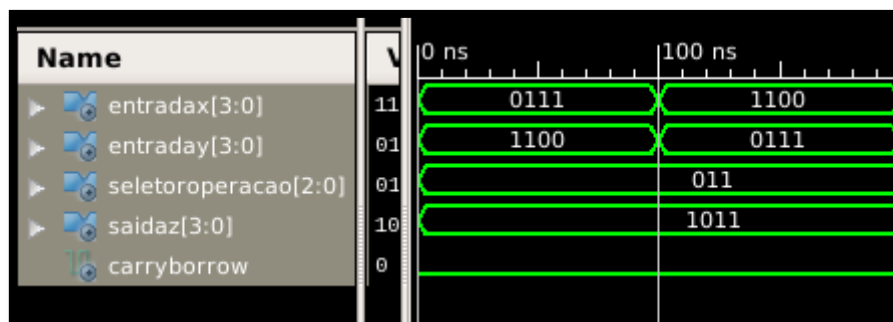 Name V 0 ns 100 ns
entradax[3:0] 11 0111 1100
entraday[3:0] 01 1100 0111
seletoroperacao[2:0] 01 011
saidaz[3:0] 10 1011
carryborrow 0